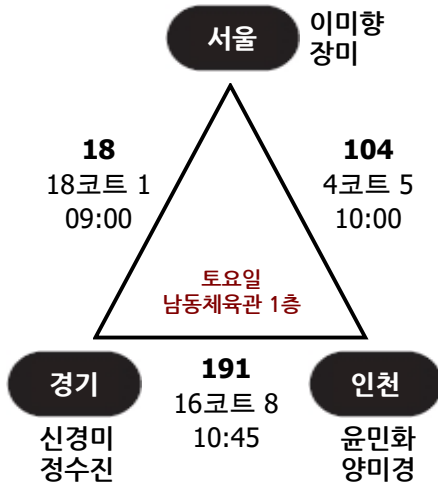 서울
이미향
장미
18
18코트 1
09:00
104
4코트 5
10:00
토요일
남동체육관 1층
경기
신경미
정수진
191
16코트 8
10:45
인천
윤민화
양미경